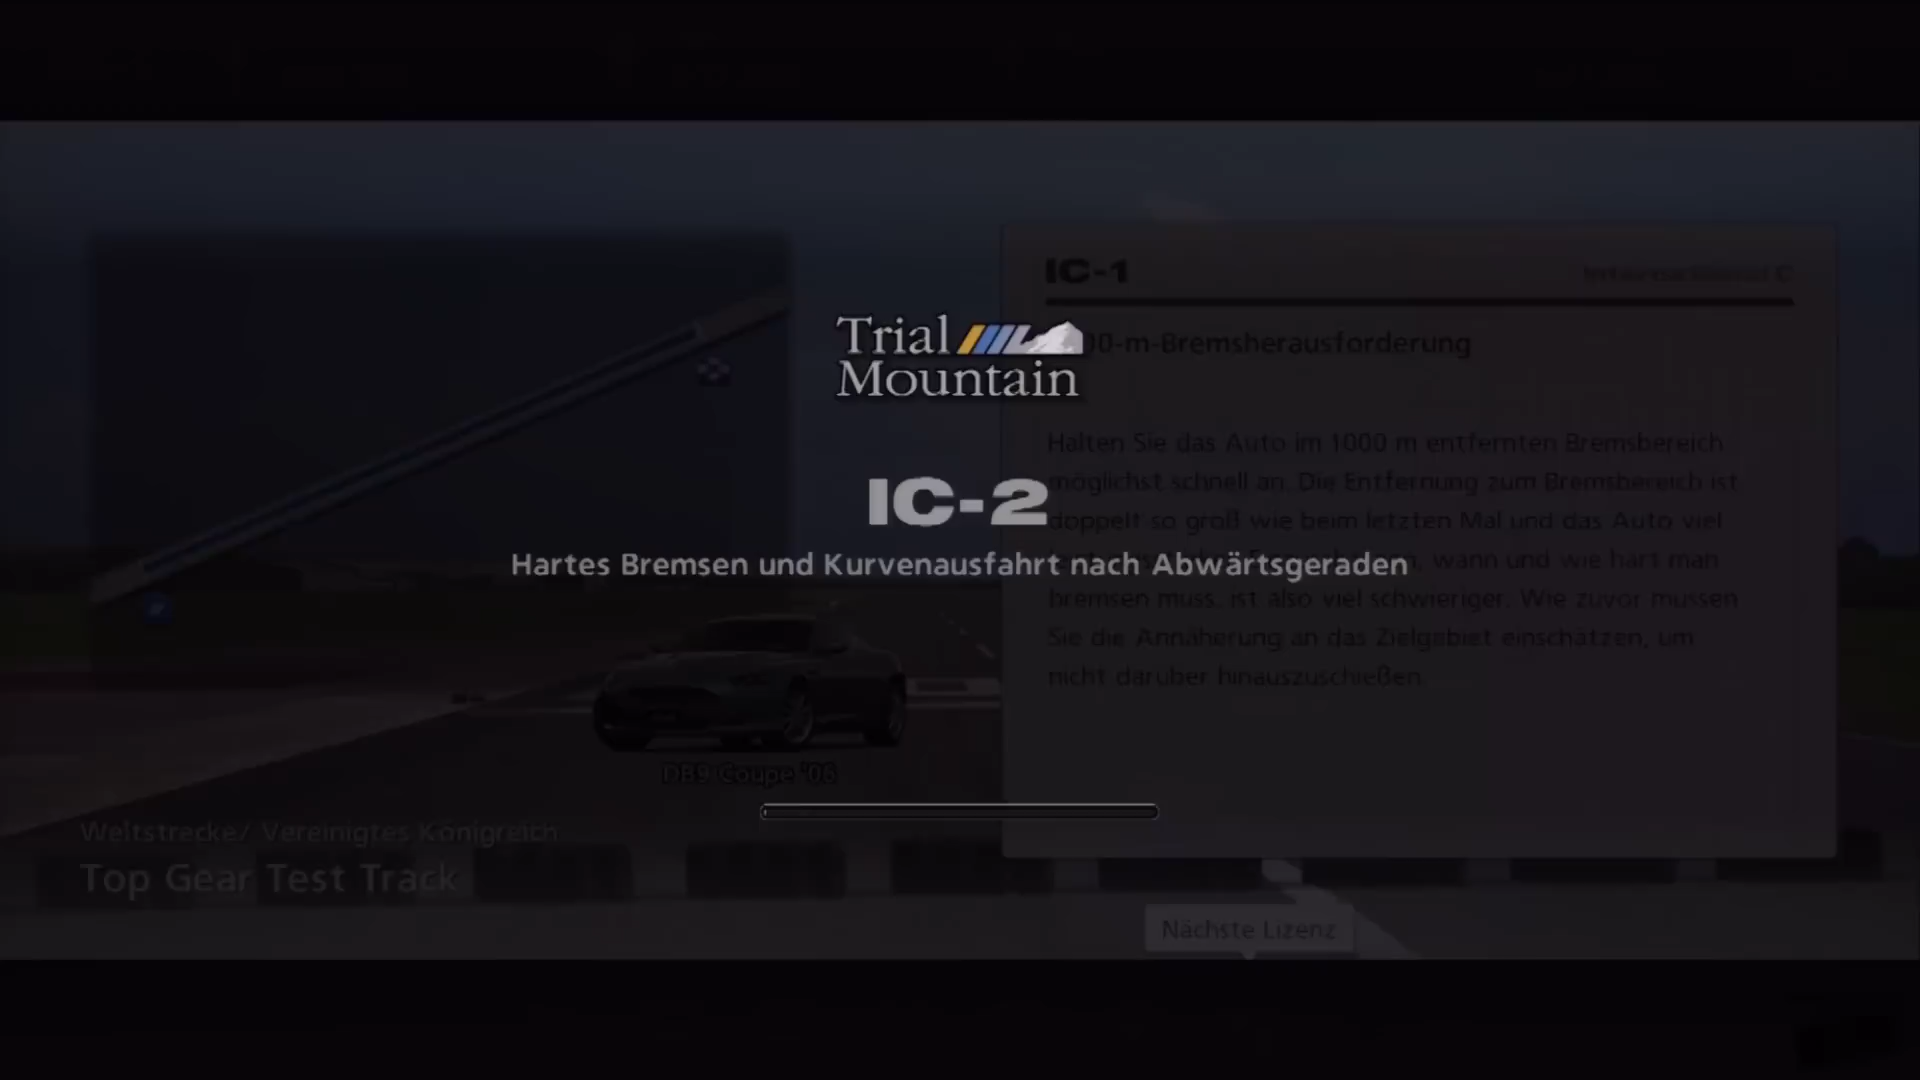 IC-1
International C
-m-Bremsherausforderung
Trial
Mountain
Halten Sie das Auto im 1000 m entfernten Bremsbereich
möglichst schnell an. Die Entfernung zum Bremsbereich ist
doppelt so groß wie beim letzten Mal und das Auto viel
wann und wie hart man
bremsen muss, ist also viel schwieriger. Wie zuvor müssen
Sie die Annäherung an das Zielgebiet einschätzen, um
nicht darüber hinauszuschießen.
IC-2
Hartes Bremsen und Kurvenausfahrt nach Abwärtsgeraden
DB9 Coupe '06
Weltstrecke/ Vereinigtes Königreich
Top Gear Test Track
Nächste Lizenz